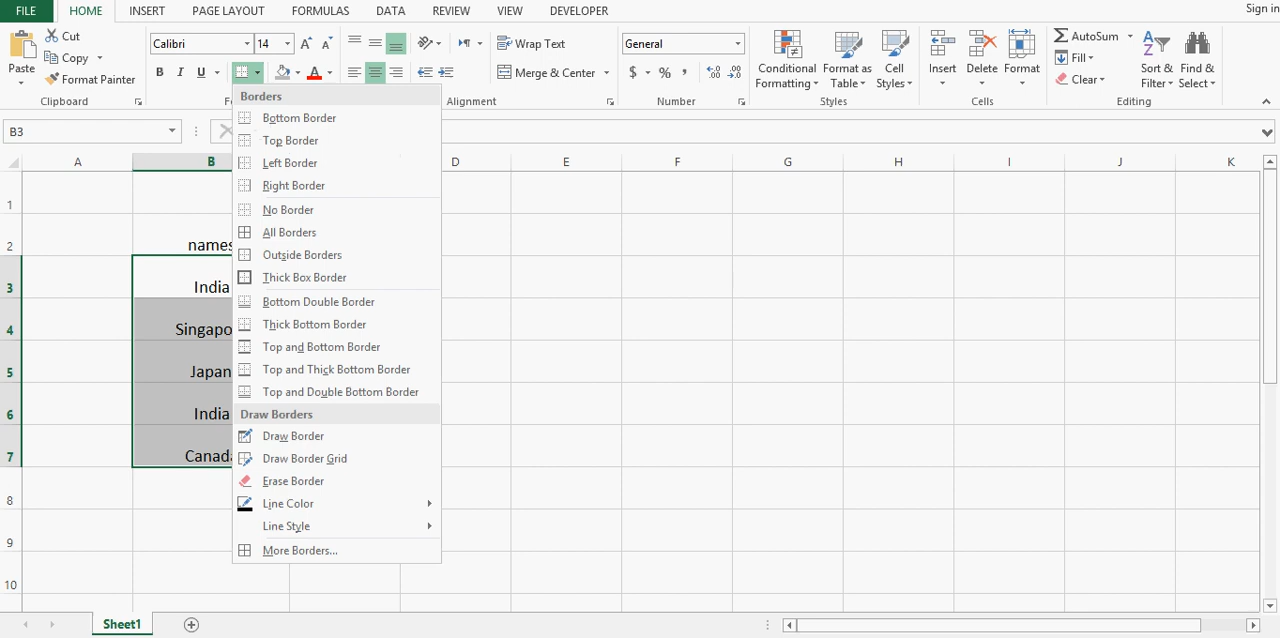 FILE HOME INSERT PAGE LAYOUT FORMULAS DATA REVIEW VIEW DEVELOPER Sign in
Paste
Cut
Copy
Format Painter
Clipboard
Calibri 14
B I U A
Wrap Text
Merge & Center
Alignment
General
$ % ,
Number
Conditional Formatting
Format as Table
Cell Styles
Styles
Insert Delete Format
Cells
AutoSum
Fill
Clear
Sort & Filter
Find & Select
Editing
B3
A B D E F G H I J K
1
2 names
3 India
4
5 Japan
6 India
7
8
9
10
Borders
Bottom Border
Top Border
Left Border
Right Border
No Border
All Borders
Outside Borders
Thick Box Border
Bottom Double Border
Thick Bottom Border
Top and Bottom Border
Top and Thick Bottom Border
Top and Double Bottom Border
Draw Borders
Draw Border
Draw Border Grid
Erase Border
Line Color
Line Style
More Borders...
Sheet1